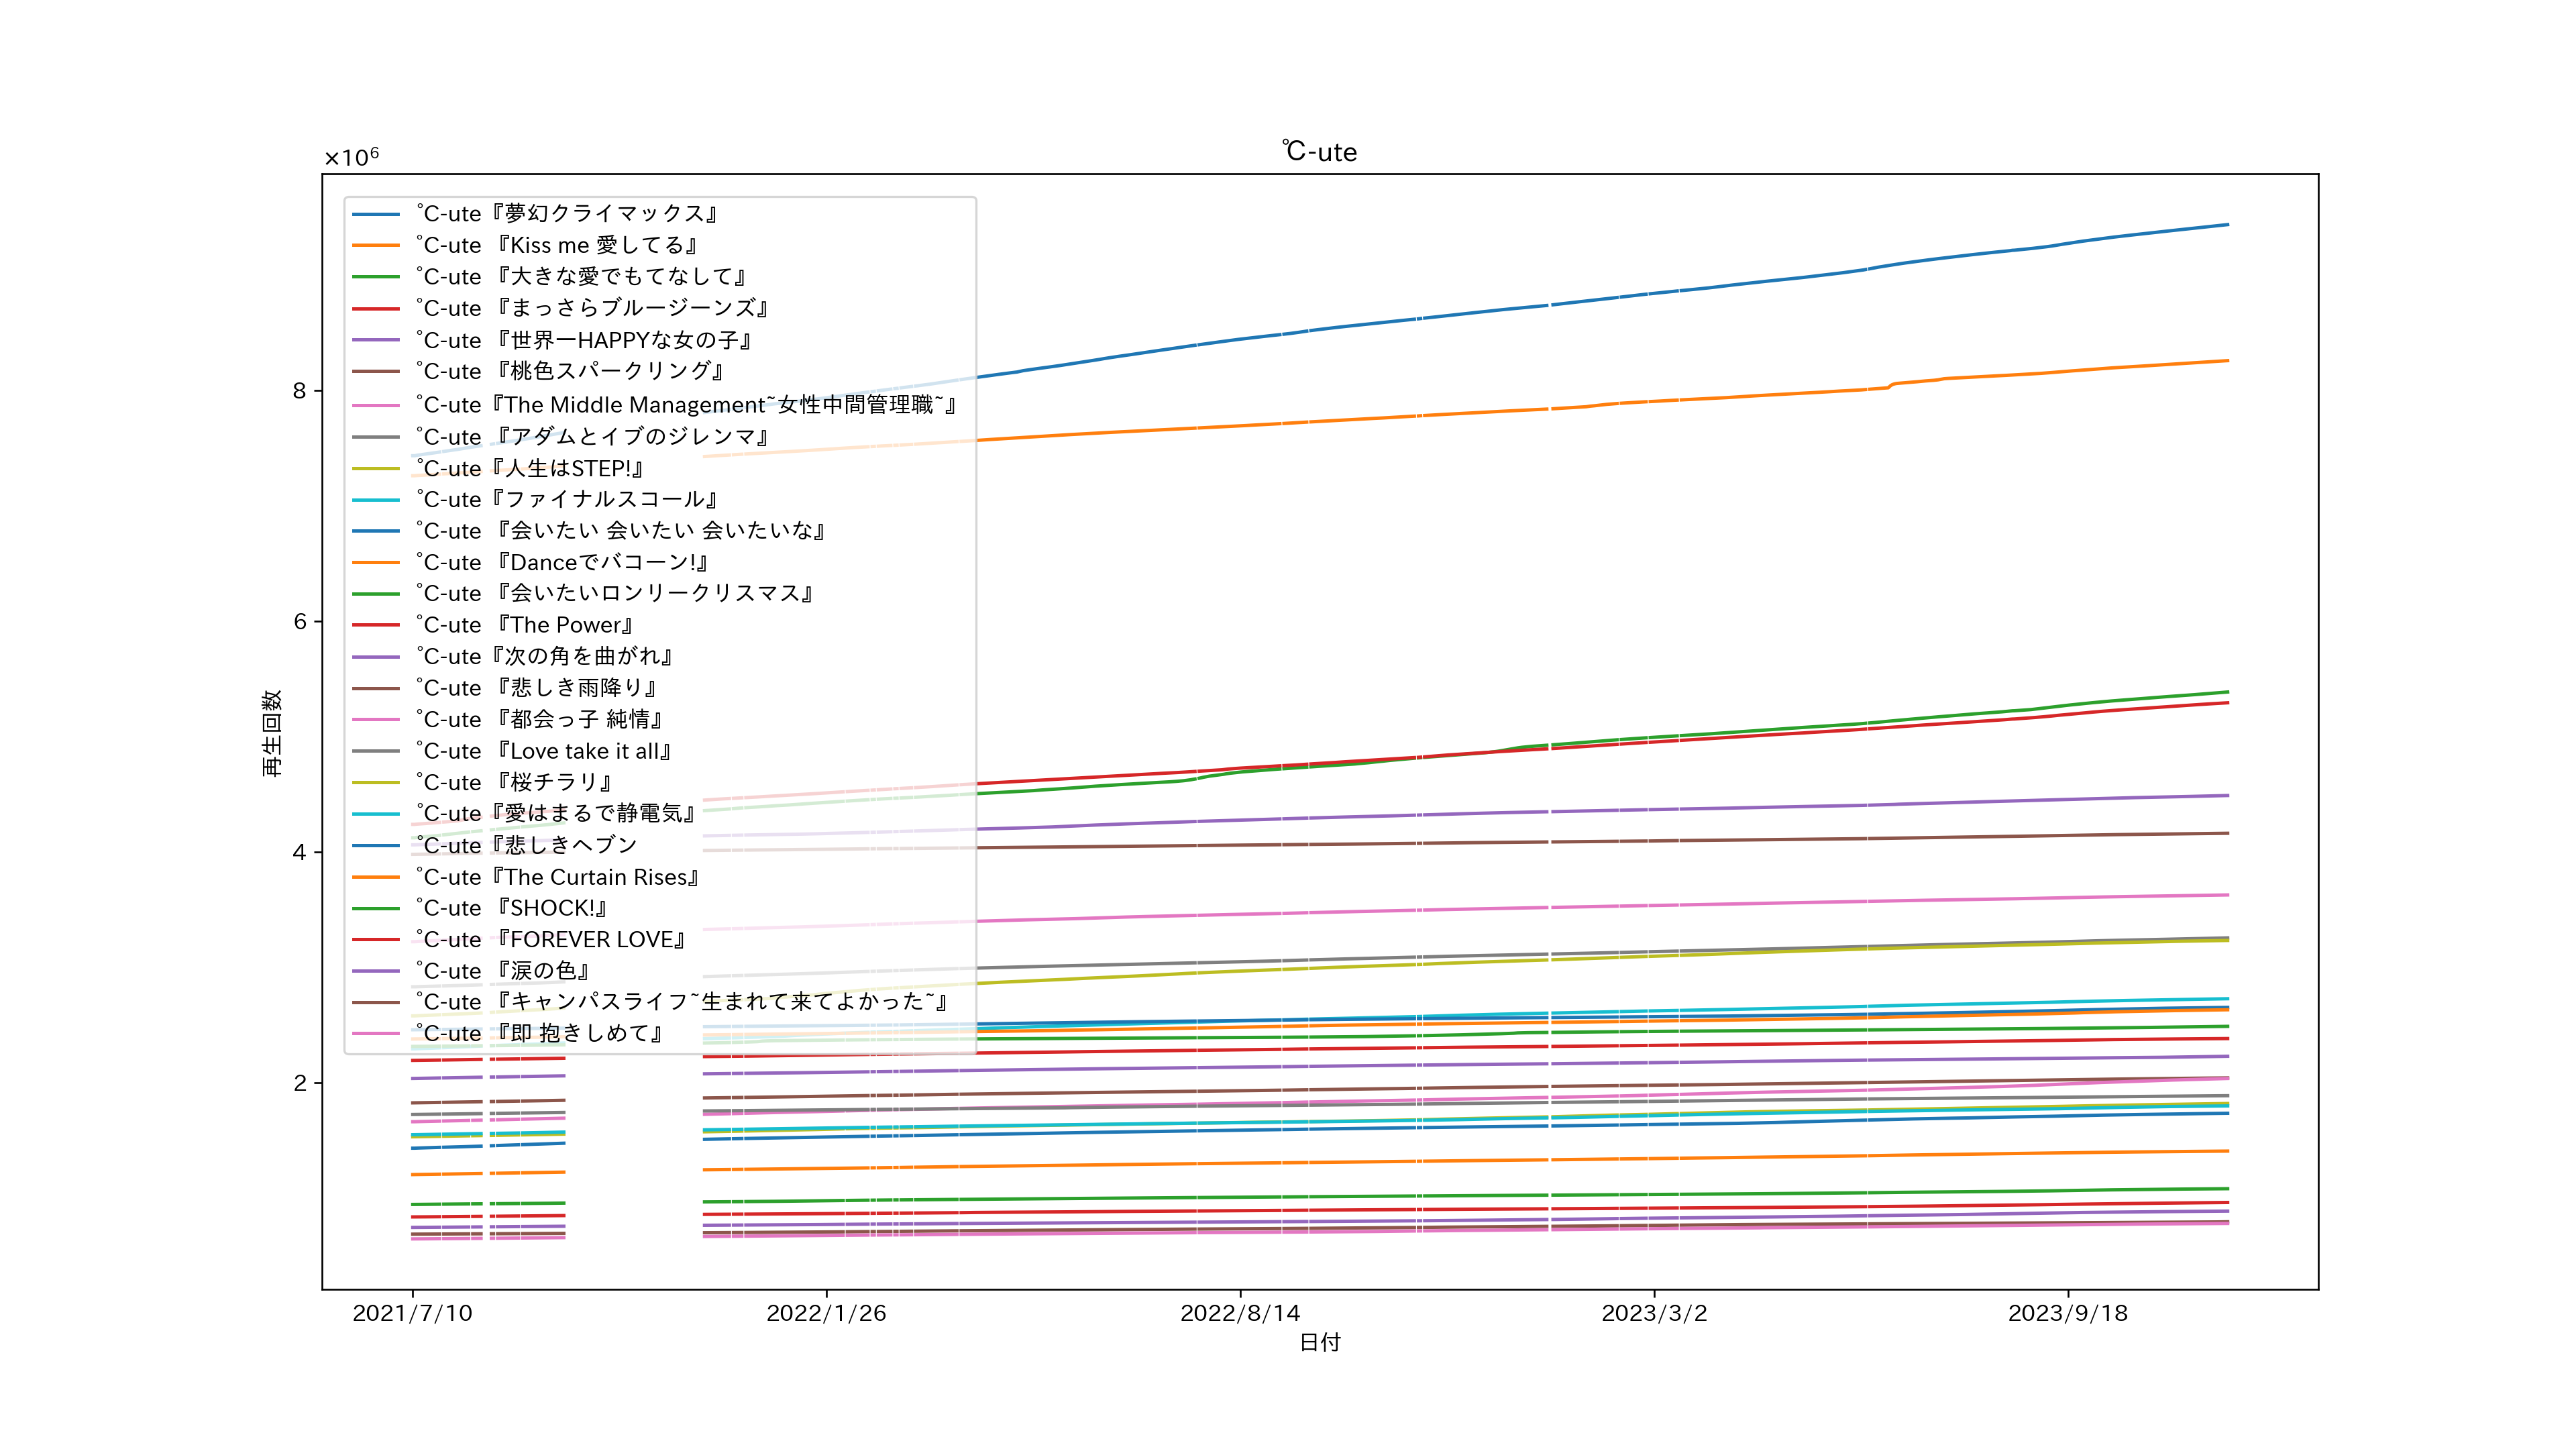 ℃-ute
×10⁶
℃-ute『夢幻クライマックス』
℃-ute 『Kiss me 愛してる』
℃-ute 『大きな愛でもてなして』
℃-ute 『まっさらブルージーンズ』
℃-ute 『世界一HAPPYな女の子』
℃-ute 『桃色スパークリング』
℃-ute『The Middle Management~女性中間管理職~』
℃-ute 『アダムとイブのジレンマ』
℃-ute『人生はSTEP!』
℃-ute『ファイナルスコール』
℃-ute 『会いたい 会いたい 会いたいな』
℃-ute 『Danceでバコーン!』
℃-ute 『会いたいロンリークリスマス』
℃-ute 『The Power』
℃-ute『次の角を曲がれ』
℃-ute 『悲しき雨降り』
℃-ute 『都会っ子 純情』
℃-ute 『Love take it all』
℃-ute 『桜チラリ』
℃-ute『愛はまるで静電気』
℃-ute『悲しきヘブン
℃-ute『The Curtain Rises』
℃-ute 『SHOCK!』
℃-ute 『FOREVER LOVE』
℃-ute 『涙の色』
℃-ute 『キャンパスライフ~生まれて来てよかった~』
℃-ute 『即 抱きしめて』
8
6
4
2
再生回数
2021/7/10
2022/1/26
2022/8/14
2023/3/2
2023/9/18
日付